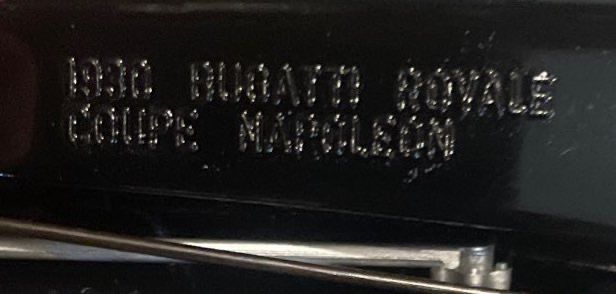 1930 BUGATTI ROYALE
COUPE NAPOLEON